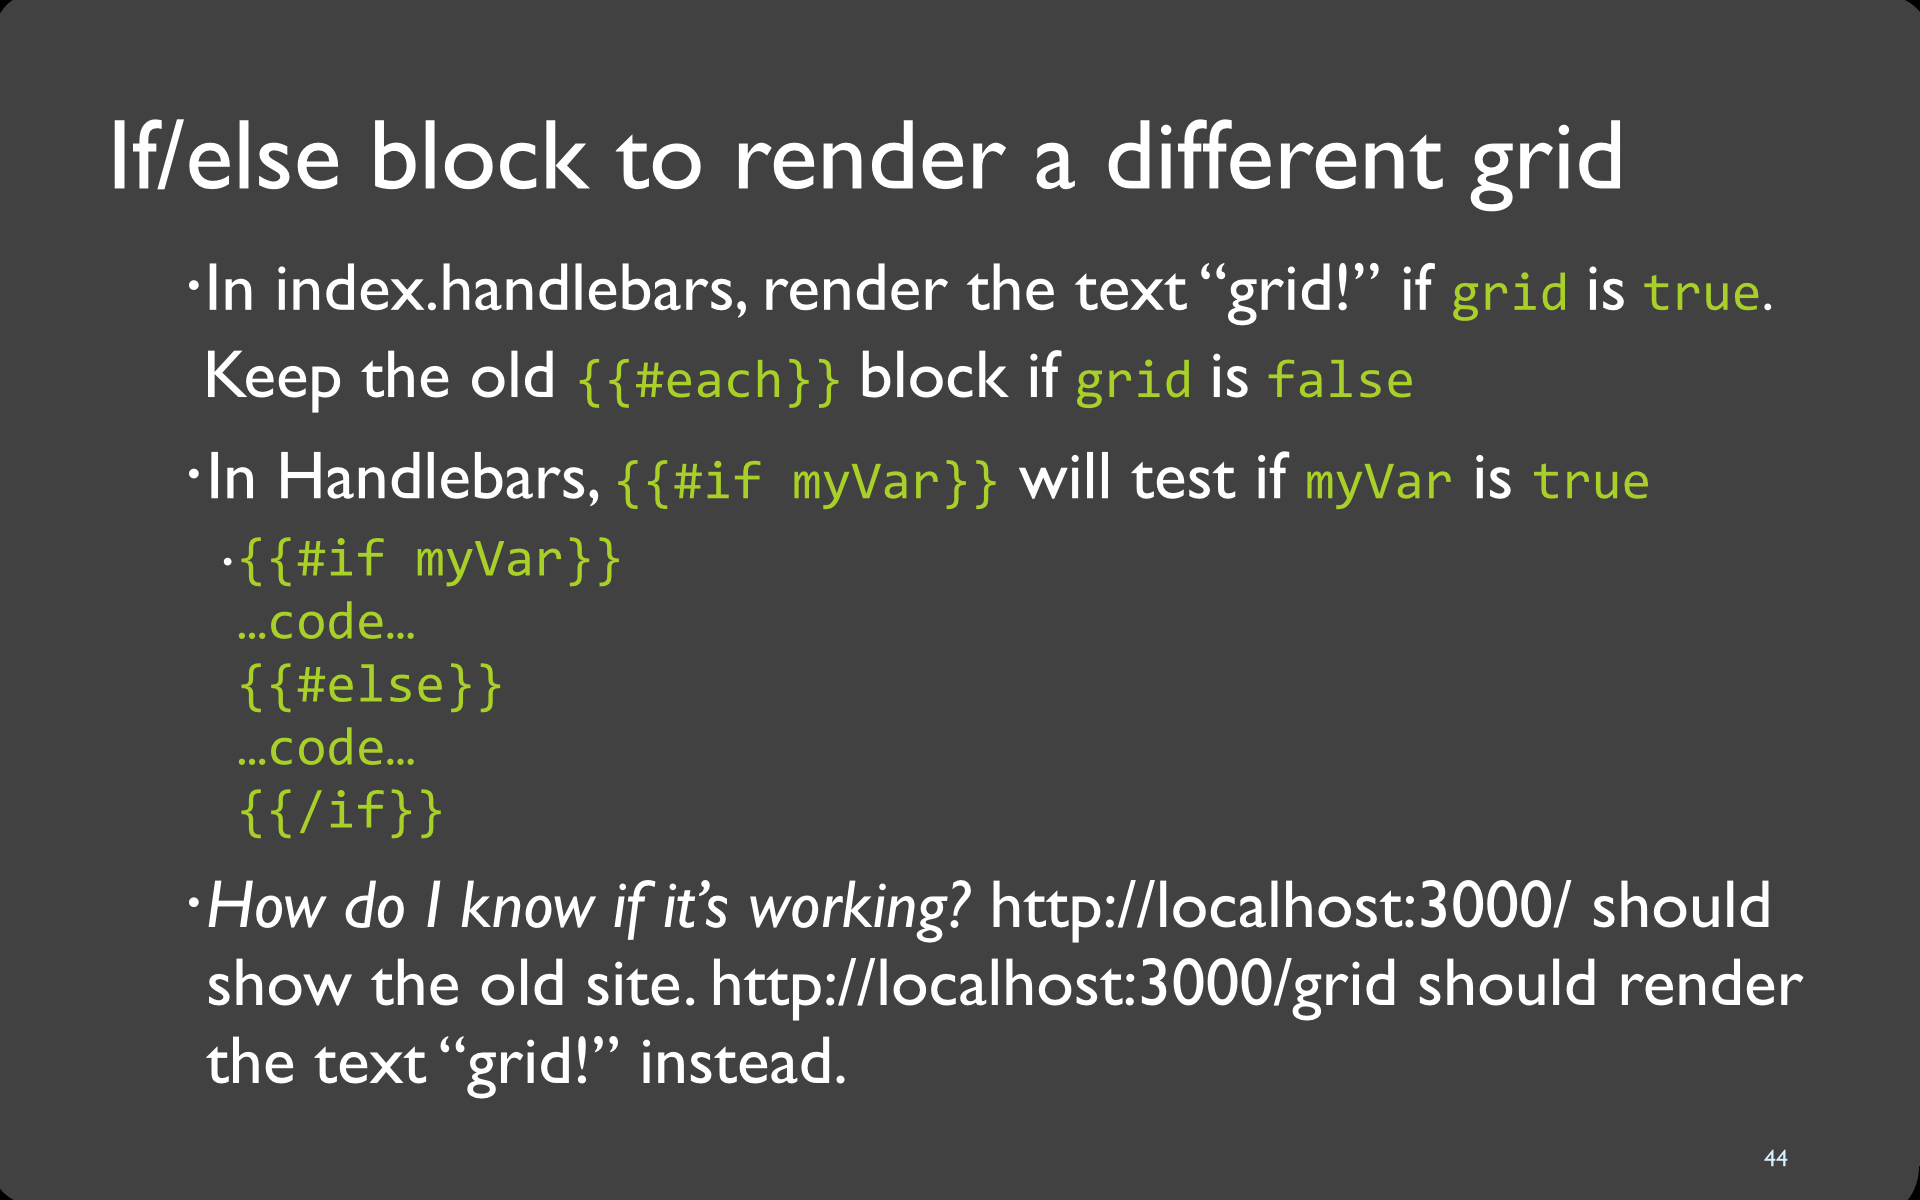 If/else block to render a different grid
•In index.handlebars, render the text “grid!” if grid is true.
Keep the old {{#each}} block if grid is false
•In Handlebars, {{#if myVar}} will test if myVar is true
•{{#if myVar}}
…code…
{{#else}}
…code…
{{/if}}
•How do I know if it’s working? http://localhost:3000/ should
show the old site. http://localhost:3000/grid should render
the text “grid!” instead.
44